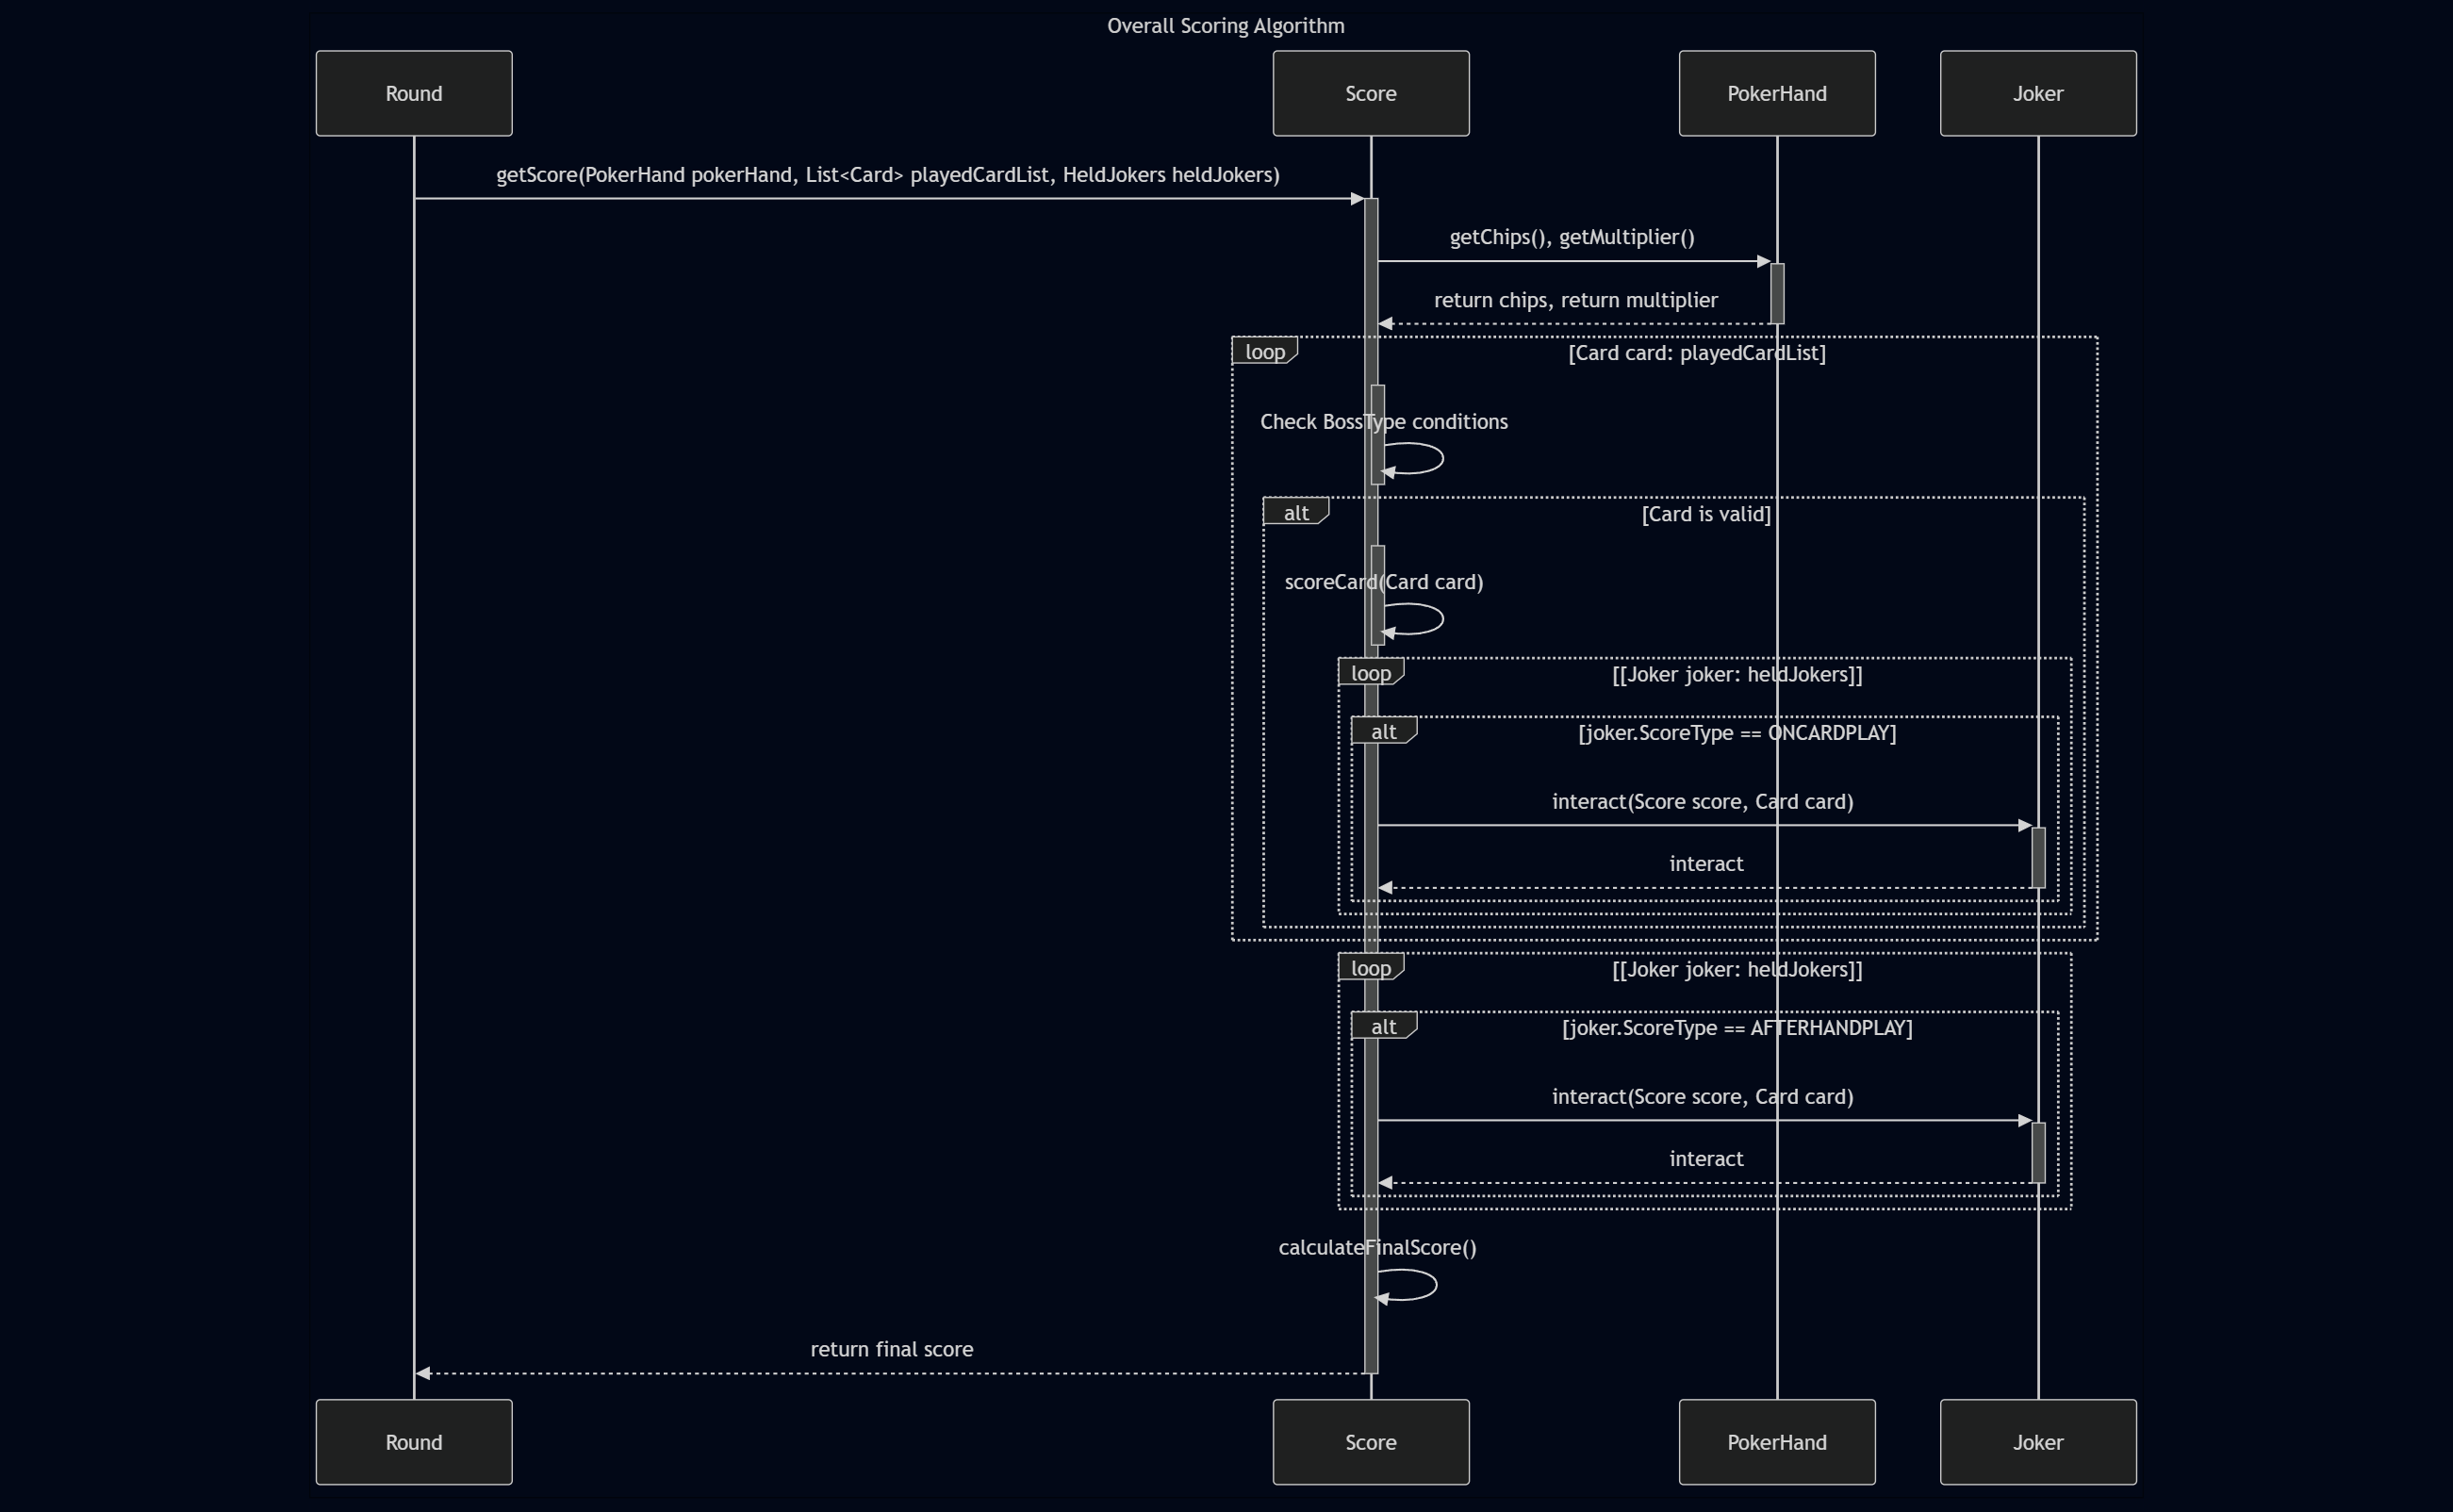 Overall Scoring Algorithm
Round
Score
PokerHand
Joker
getScore(PokerHand pokerHand, List<Card> playedCardList, HeldJokers heldJokers)
getChips(), getMultiplier()
return chips, return multiplier
loop
[Card card: playedCardList]
Check BossType conditions
alt
[Card is valid]
scoreCard(Card card)
loop
[[Joker joker: heldJokers]]
alt
[joker.ScoreType == ONCARDPLAY]
interact(Score score, Card card)
interact
loop
[[Joker joker: heldJokers]]
alt
[joker.ScoreType == AFTERHANDPLAY]
interact(Score score, Card card)
interact
calculateFinalScore()
return final score
Round
Score
PokerHand
Joker